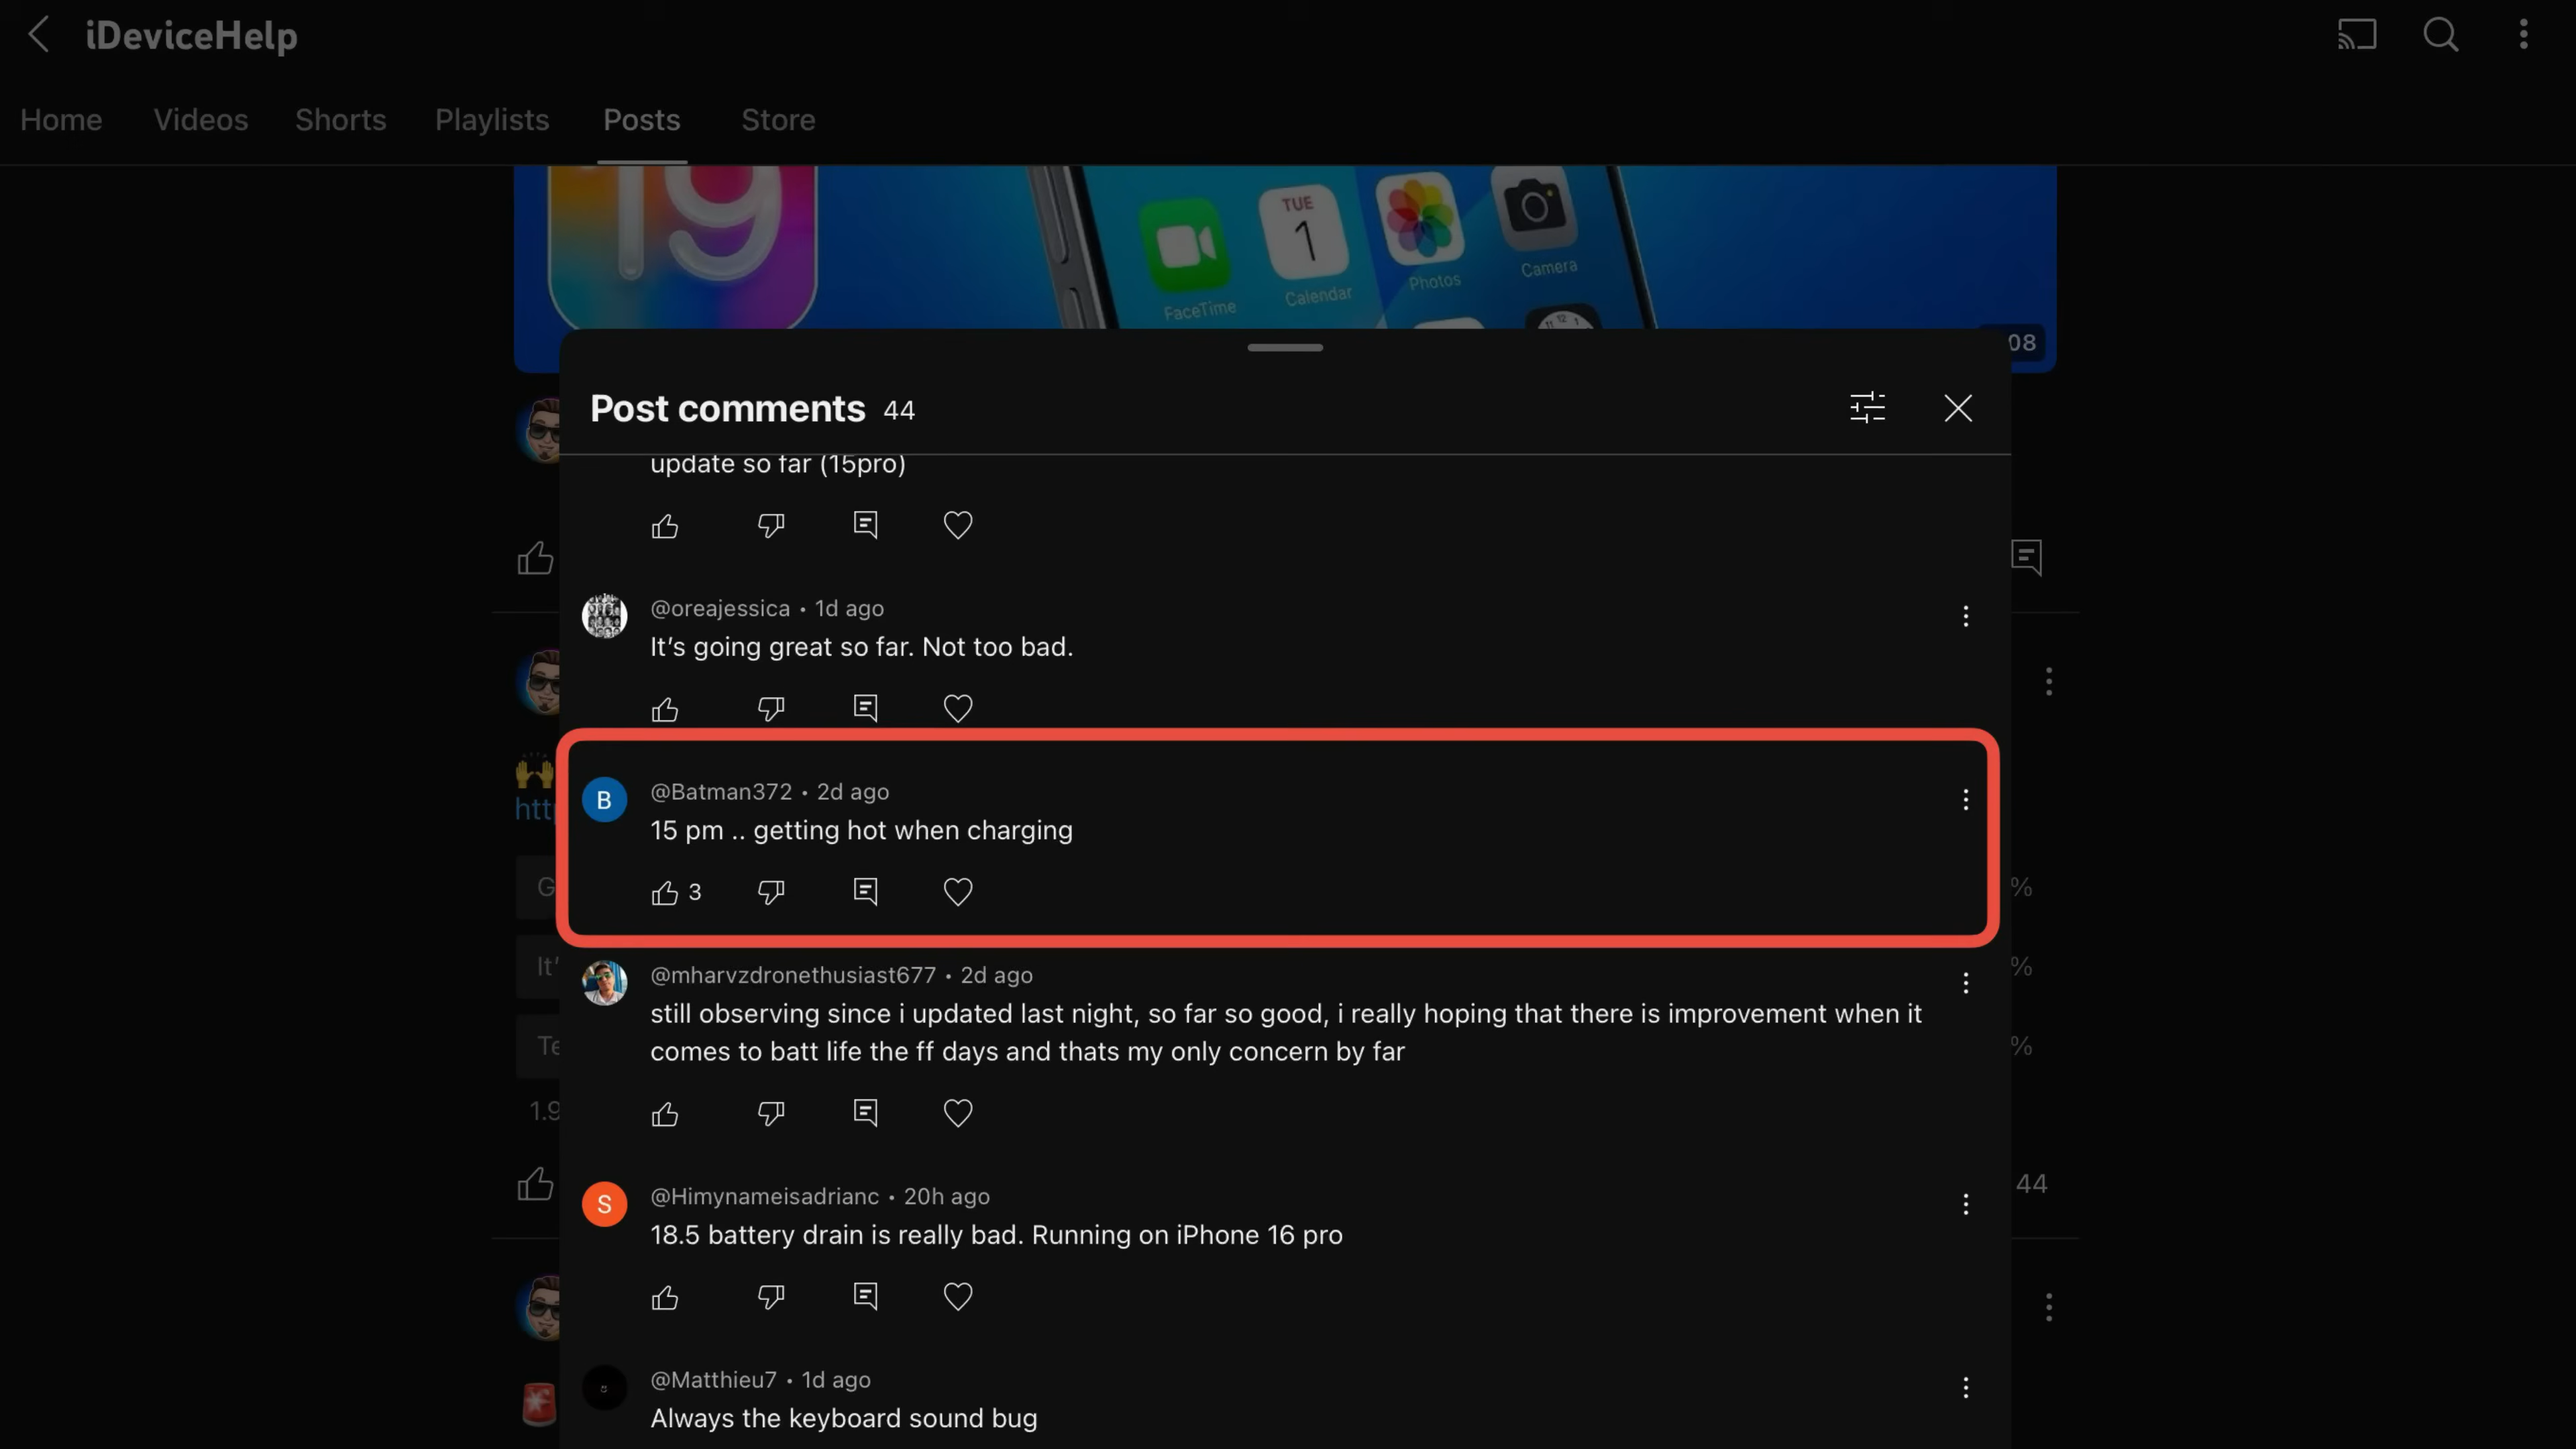 iDeviceHelp
Home Videos Shorts Playlists Posts Store
19
TUE
1
FaceTime Calendar Photos Camera
08
Post comments 44
update so far (15pro)
@oreajessica • 1d ago
It’s going great so far. Not too bad.
B
@Batman372 • 2d ago
15 pm .. getting hot when charging
3
@mharvzdronethusiast677 • 2d ago
still observing since i updated last night, so far so good, i really hoping that there is improvement when it
comes to batt life the ff days and thats my only concern by far
S
@Himynameisadrianc • 20h ago
18.5 battery drain is really bad. Running on iPhone 16 pro
@Matthieu7 • 1d ago
Always the keyboard sound bug
%
%
%
44